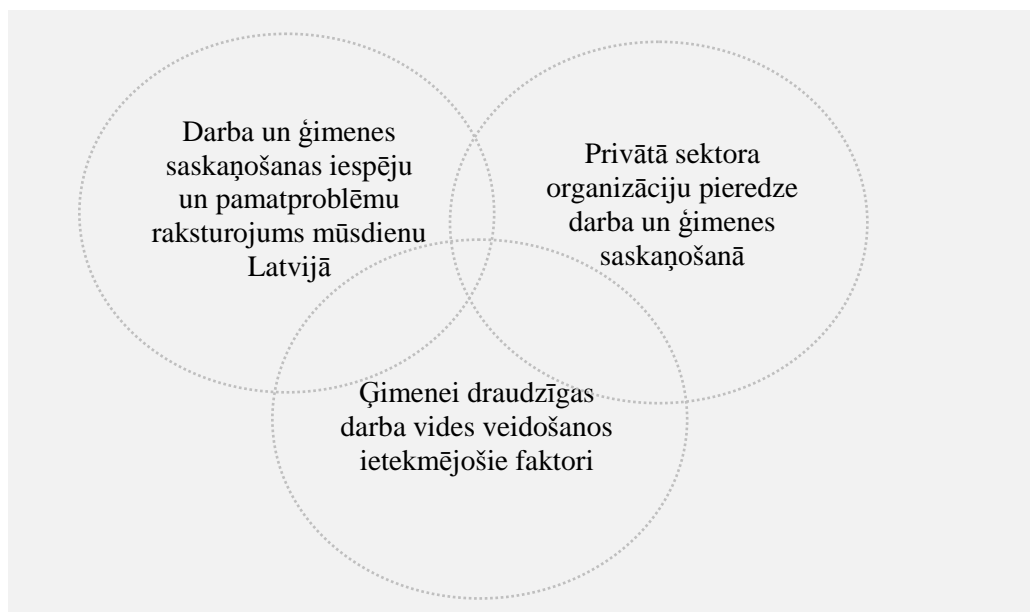 Darba un ģimenes
saskaņošanas iespēju
un pamatproblēmu
raksturojums mūsdienu
Latvijā
Privātā sektora
organizāciju pieredze
darba un ģimenes
saskaņošanā
Ģimenei draudzīgas
darba vides veidošanos
ietekmējošie faktori